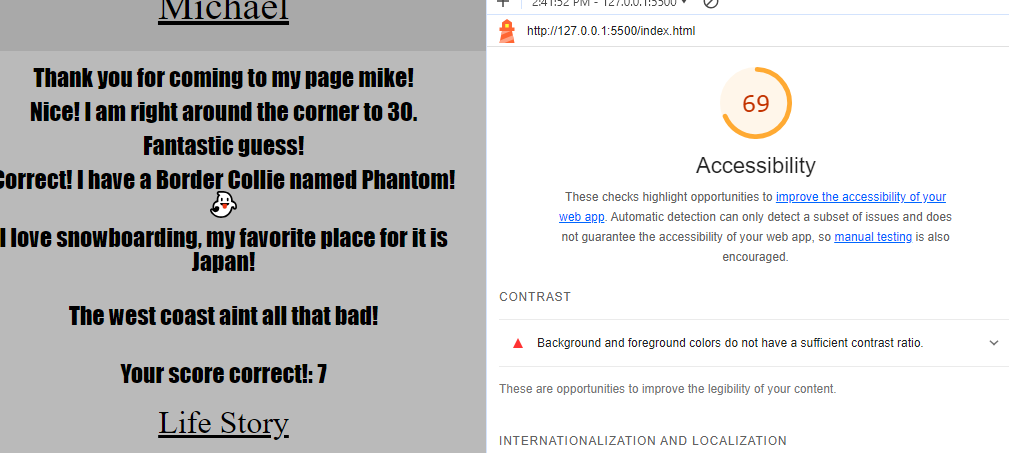 Michael
Thank you for coming to my page mike!
Nice! I am right around the corner to 30.
Fantastic guess!
Correct! I have a Border Collie named Phantom!
I love snowboarding, my favorite place for it is
Japan!
The west coast aint all that bad!
Your score correct!: 7
Life Story
2:41:52 PM - 127.0.0.1:5500
http://127.0.0.1:5500/index.html
69
Accessibility
These checks highlight opportunities to improve the accessibility of your
web app. Automatic detection can only detect a subset of issues and does
not guarantee the accessibility of your web app, so manual testing is also
encouraged.
CONTRAST
Background and foreground colors do not have a sufficient contrast ratio.
These are opportunities to improve the legibility of your content.
INTERNATIONALIZATION AND LOCALIZATION